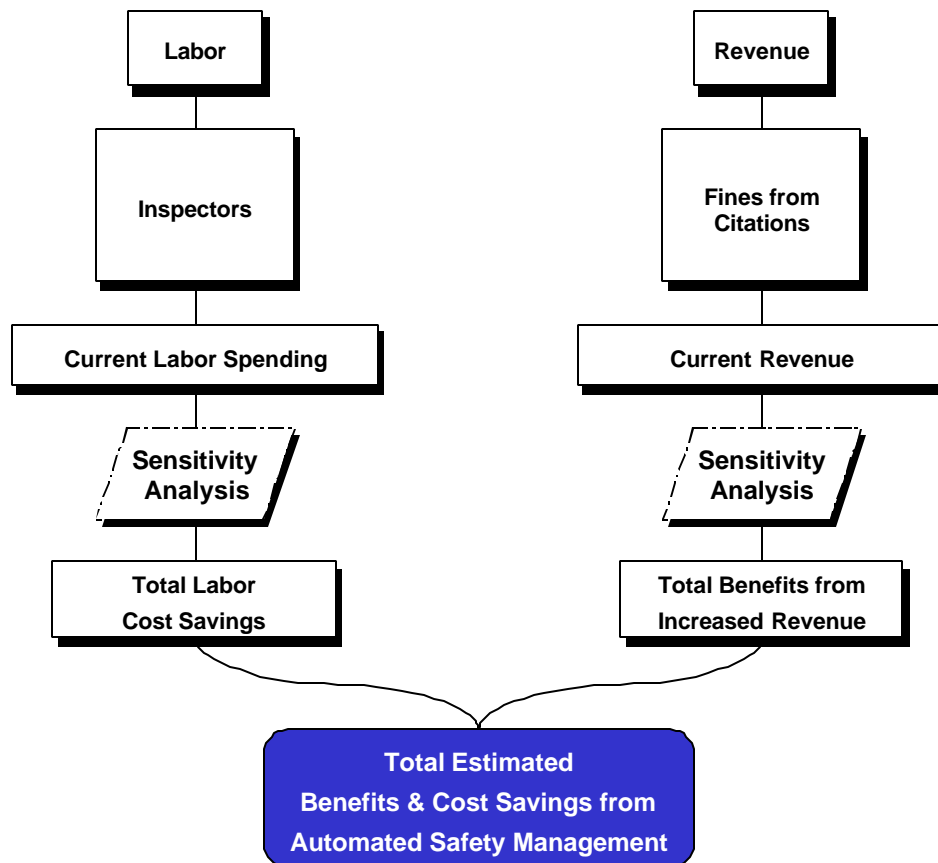 Labor
Inspectors
Current Labor Spending
Sensitivity
Analysis
Total Labor
Cost Savings
Revenue
Fines from
Citations
Current Revenue
Sensitivity
Analysis
Total Benefits from
Increased Revenue
Total Estimated
Benefits & Cost Savings from
Automated Safety Management